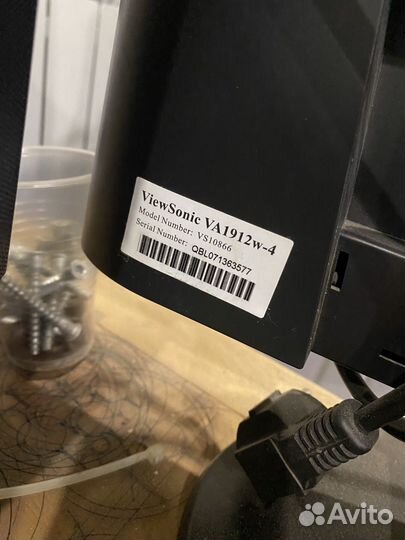 ViewSonic VA1912w-4
Model Number: VS10866
Serial Number: QBL071363577
Avito